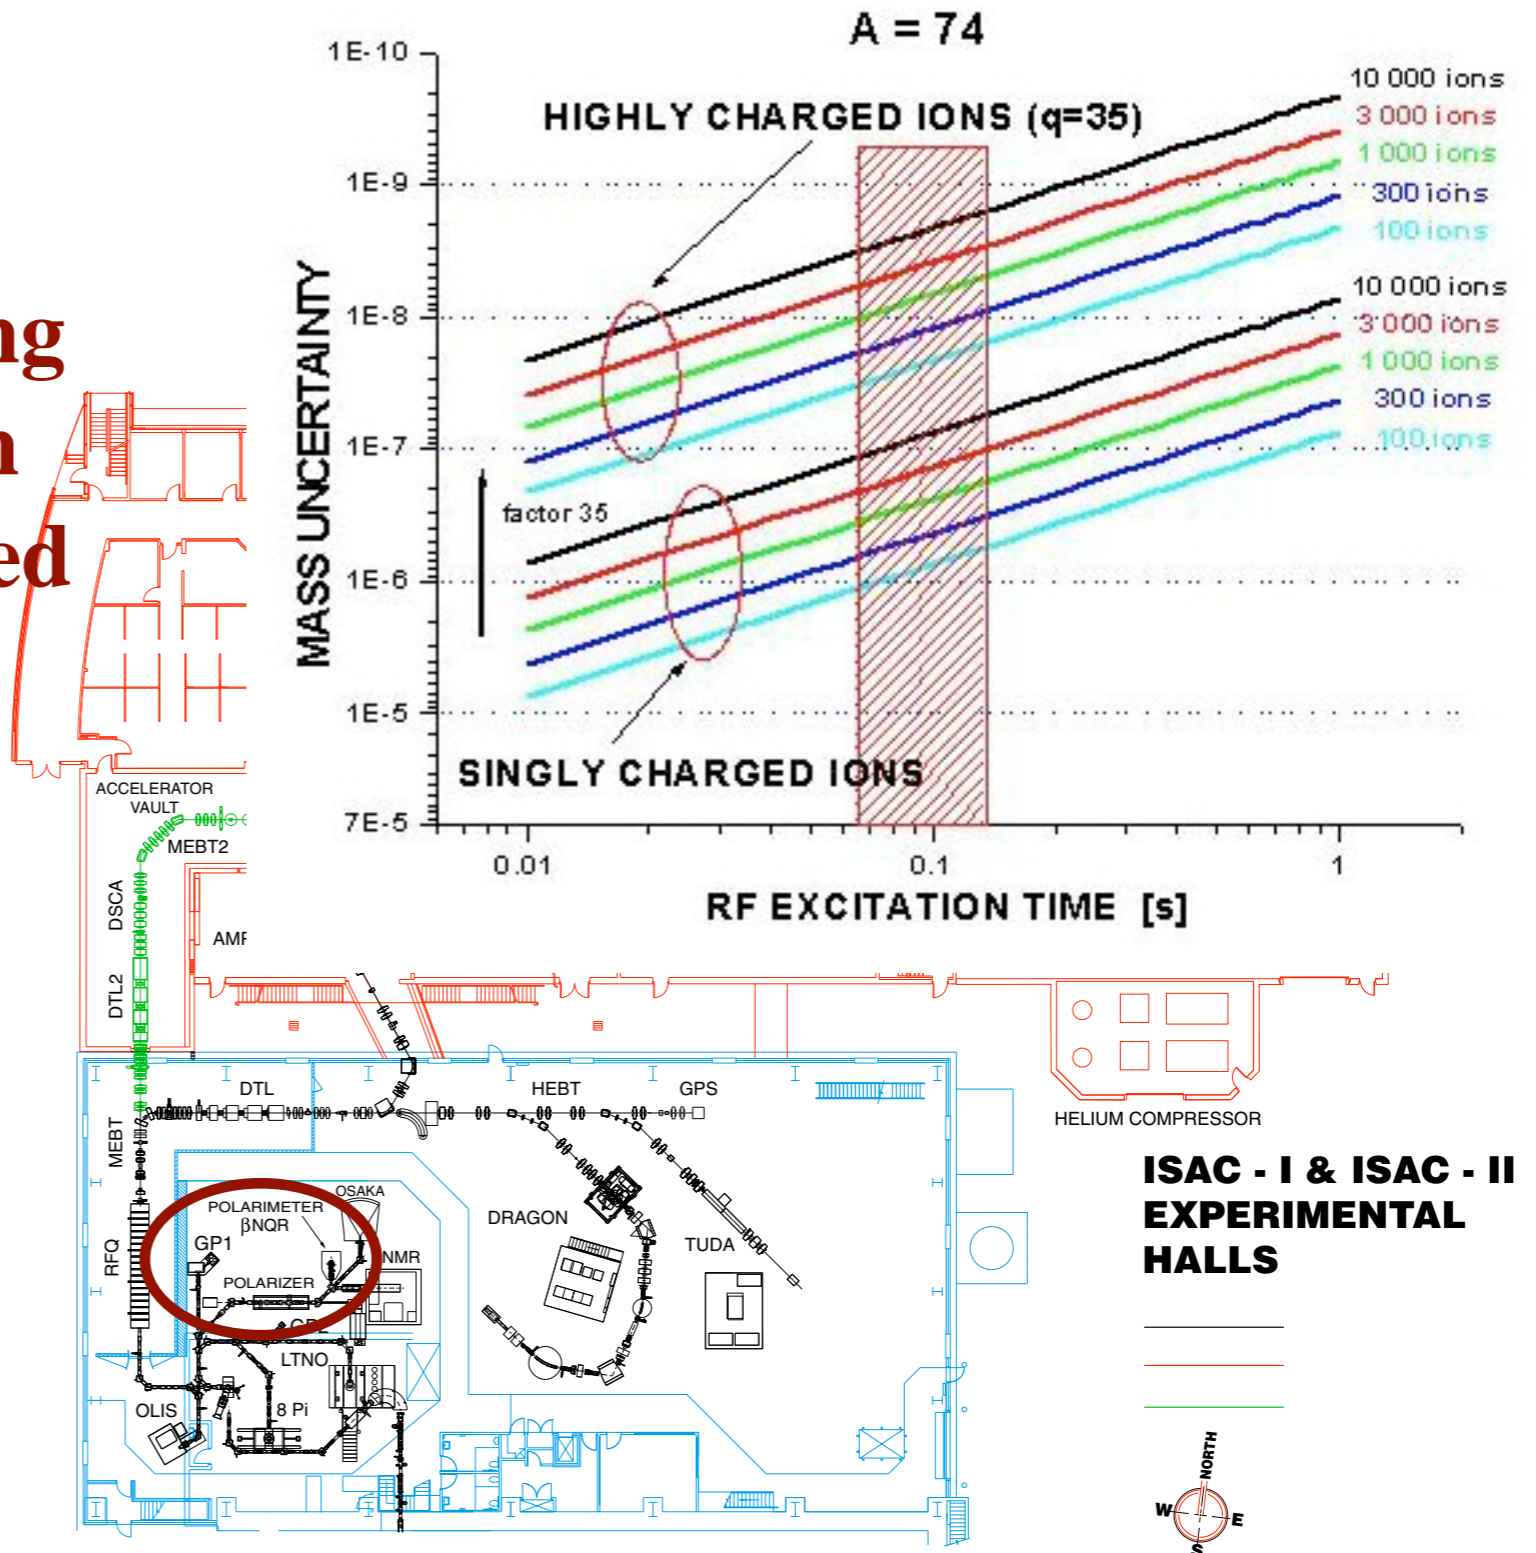 A = 74
1E-10
10 000 ions
HIGHLY CHARGED IONS (q=35)
3 000 ions
1 000 ions
1E-9
300 ions
100 ions
MASS UNCERTAINTY
10 000 ions
1E-8
3 000 ions
ng
1 000 ions
300 ions
1E-7
100 ions
n
factor 35
ed
1E-6
1E-5
SINGLY CHARGED IONS
ACCELERATOR
VAULT
7E-5
MEBT2
0.01
0.1
1
DSCA
RF EXCITATION TIME [s]
DTL2
DTL
HEBT
GPS
HELIUM COMPRESSOR
MEBT
ISAC - I & ISAC - II
EXPERIMENTAL
HALLS
OSAKA
POLARIMETER
βNQR
DRAGON
GP1
TUDA
RFQ
NMR
POLARIZER
GP2
LTNO
OLIS
8 Pi
NORTH
W
E
S